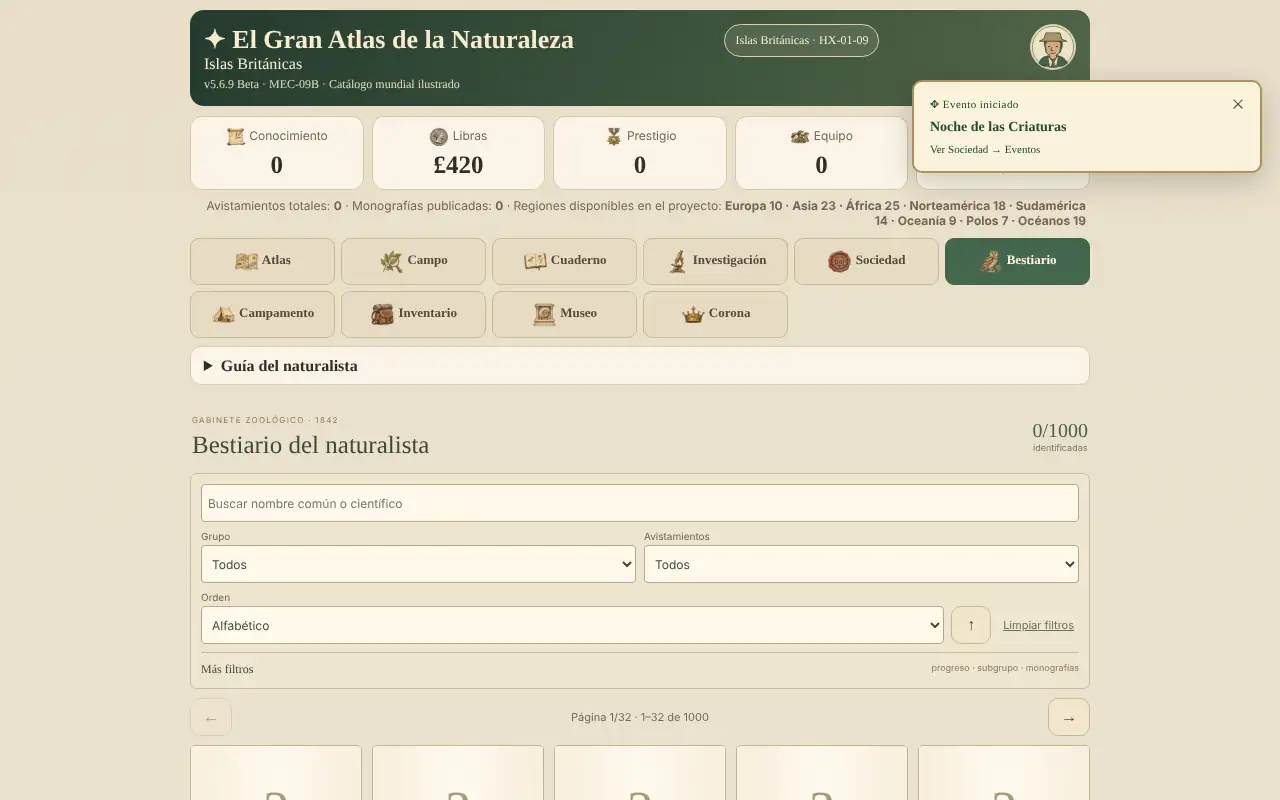 ✦ El Gran Atlas de la Naturaleza
Islas Británicas
v5.6.9 Beta · MEC-09B · Catálogo mundial ilustrado
Islas Británicas · HX-01-09
✥ Evento iniciado
Noche de las Criaturas
Ver Sociedad → Eventos
Conocimiento
0
Libras
£420
Prestigio
0
Equipo
0
Avistamientos totales: 0 · Monografías publicadas: 0 · Regiones disponibles en el proyecto: Europa 10 · Asia 23 · África 25 · Norteamérica 18 · Sudamérica
14 · Oceanía 9 · Polos 7 · Océanos 19
Atlas
Campo
Cuaderno
Investigación
Sociedad
Bestiario
Campamento
Inventario
Museo
Corona
▶ Guía del naturalista
GABINETE ZOOLÓGICO · 1842
Bestiario del naturalista
0/1000
identificadas
Buscar nombre común o científico
Grupo
Todos
Avistamientos
Todos
Orden
Alfabético
↑
Limpiar filtros
Más filtros
progreso · subgrupo · monografías
←
Página 1/32 · 1–32 de 1000
→
? ? ? ? ?